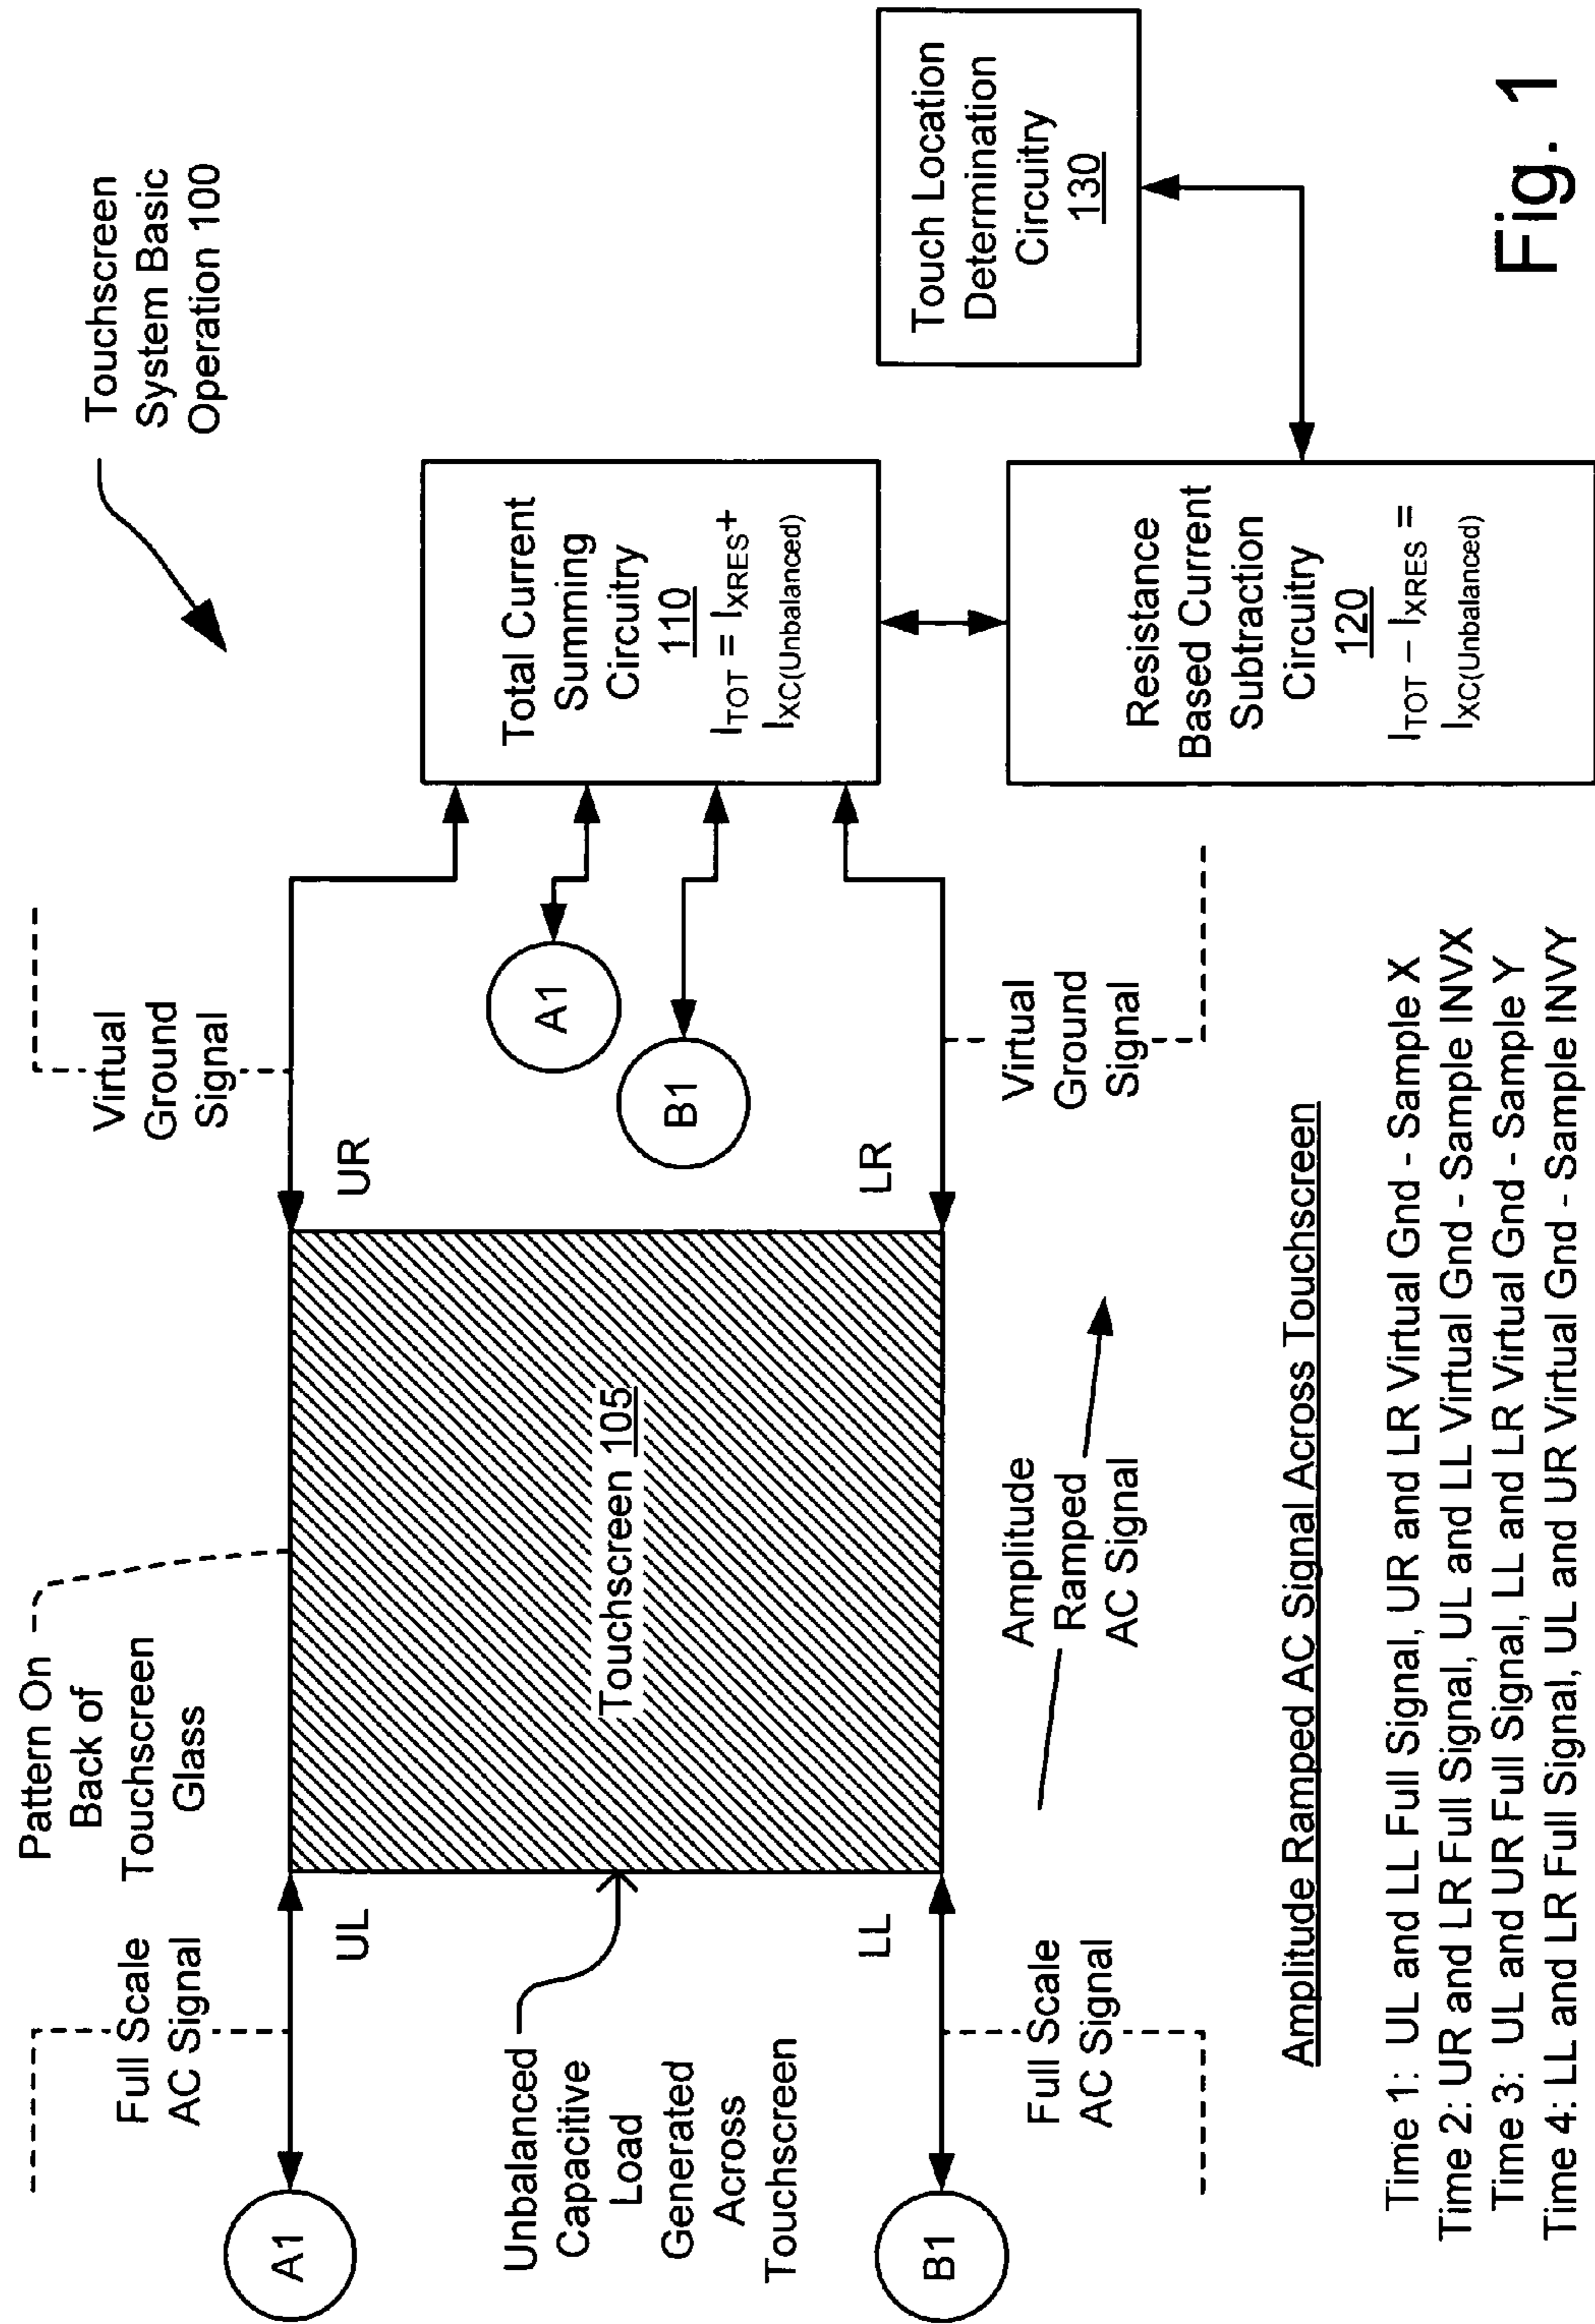 Touchscreen
System Basic
Operation 100
Pattern On
Back of
Touchscreen
Glass
Full Scale
AC Signal
Virtual
Ground
Signal
A1
UL
UR
Total Current
Summing
Circuitry
110
I_TOT = I_XRES+
I_XC(Unbalanced)
A1
B1
Unbalanced
Capacitive
Load
Generated
Across
Touchscreen
Touchscreen 105
Touch Location
Determination
Circuitry
130
B1
LL
LR
Full Scale
AC Signal
Amplitude
Ramped
AC Signal
Virtual
Ground
Signal
Resistance
Based Current
Subtraction
Circuitry
120
I_TOT – I_XRES =
I_XC(Unbalanced)
Amplitude Ramped AC Signal Across Touchscreen
Time 1: UL and LL Full Signal, UR and LR Virtual Gnd - Sample X
Time 2: UR and LR Full Signal, UL and LL Virtual Gnd - Sample INVX
Time 3: UL and UR Full Signal, LL and LR Virtual Gnd - Sample Y
Time 4: LL and LR Full Signal, UL and UR Virtual Gnd - Sample INVY
Fig. 1